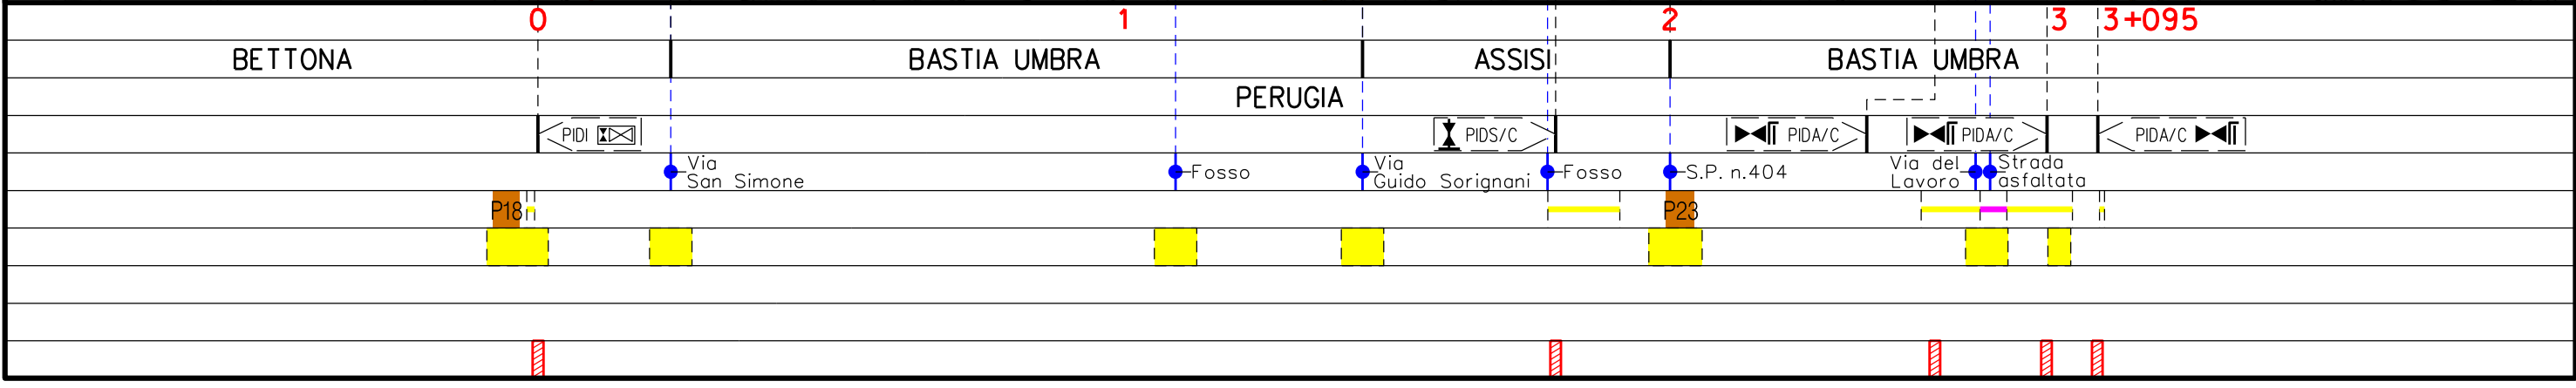 0 1 2 3 3+095
BETTONA BASTIA UMBRA ASSISI BASTIA UMBRA
PERUGIA
PIDI PIDS/C PIDA/C PIDA/C PIDA/C
Via
San Simone
Fosso
Via
Guido Sorignani
Fosso
S.P. n.404
Via del
Lavoro
Strada
asfaltata
P18 P23